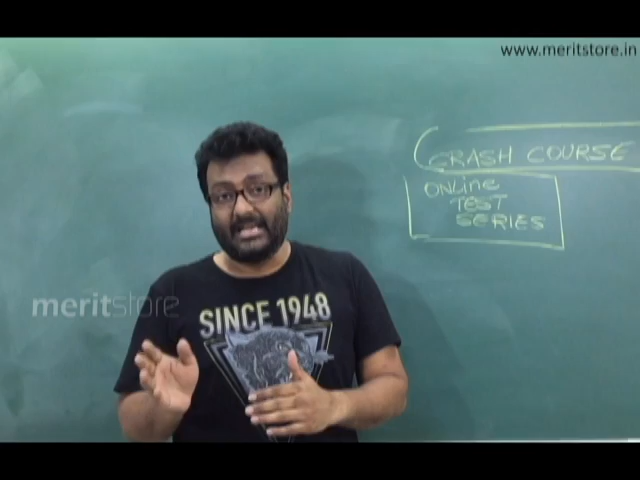 www.meritstore.in
CRASH COURSE
ONLiNe
TEST
SERIES
meritstore
SINCE 1948